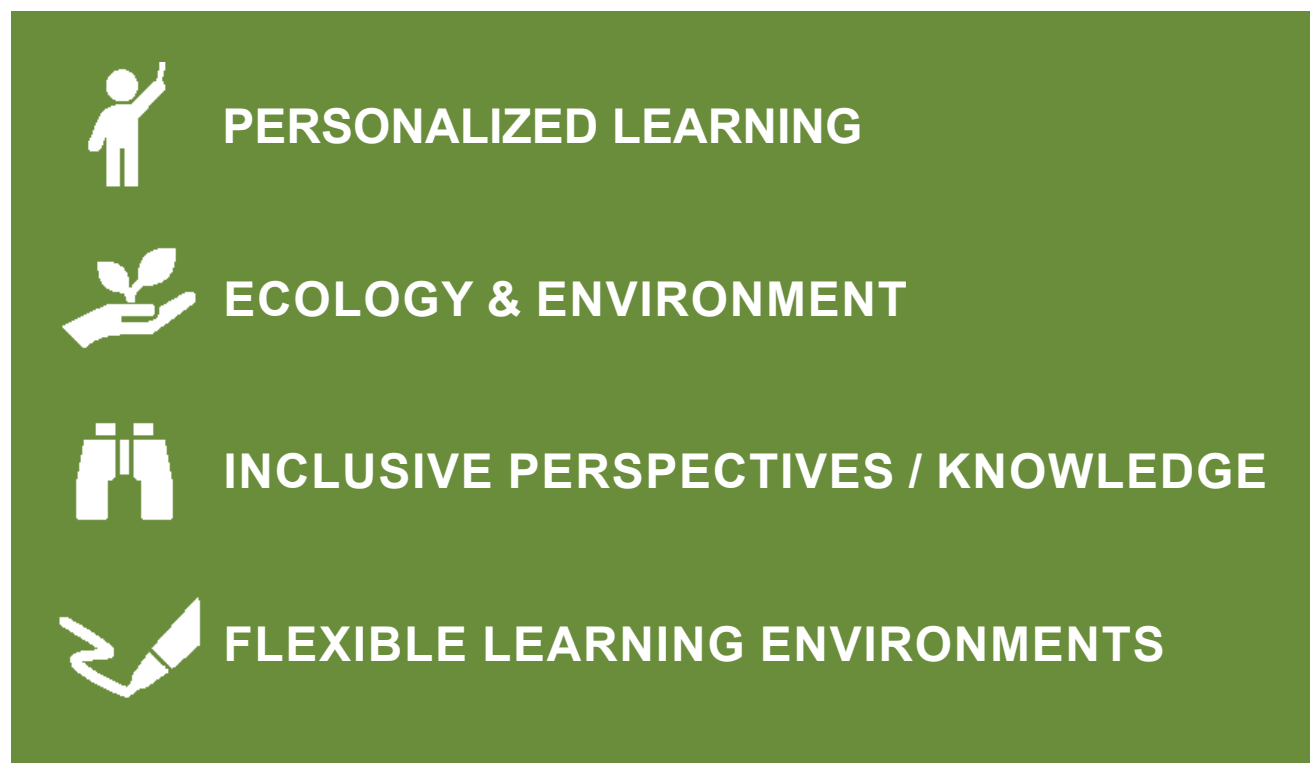 PERSONALIZED LEARNING
ECOLOGY & ENVIRONMENT
INCLUSIVE PERSPECTIVES / KNOWLEDGE
FLEXIBLE LEARNING ENVIRONMENTS